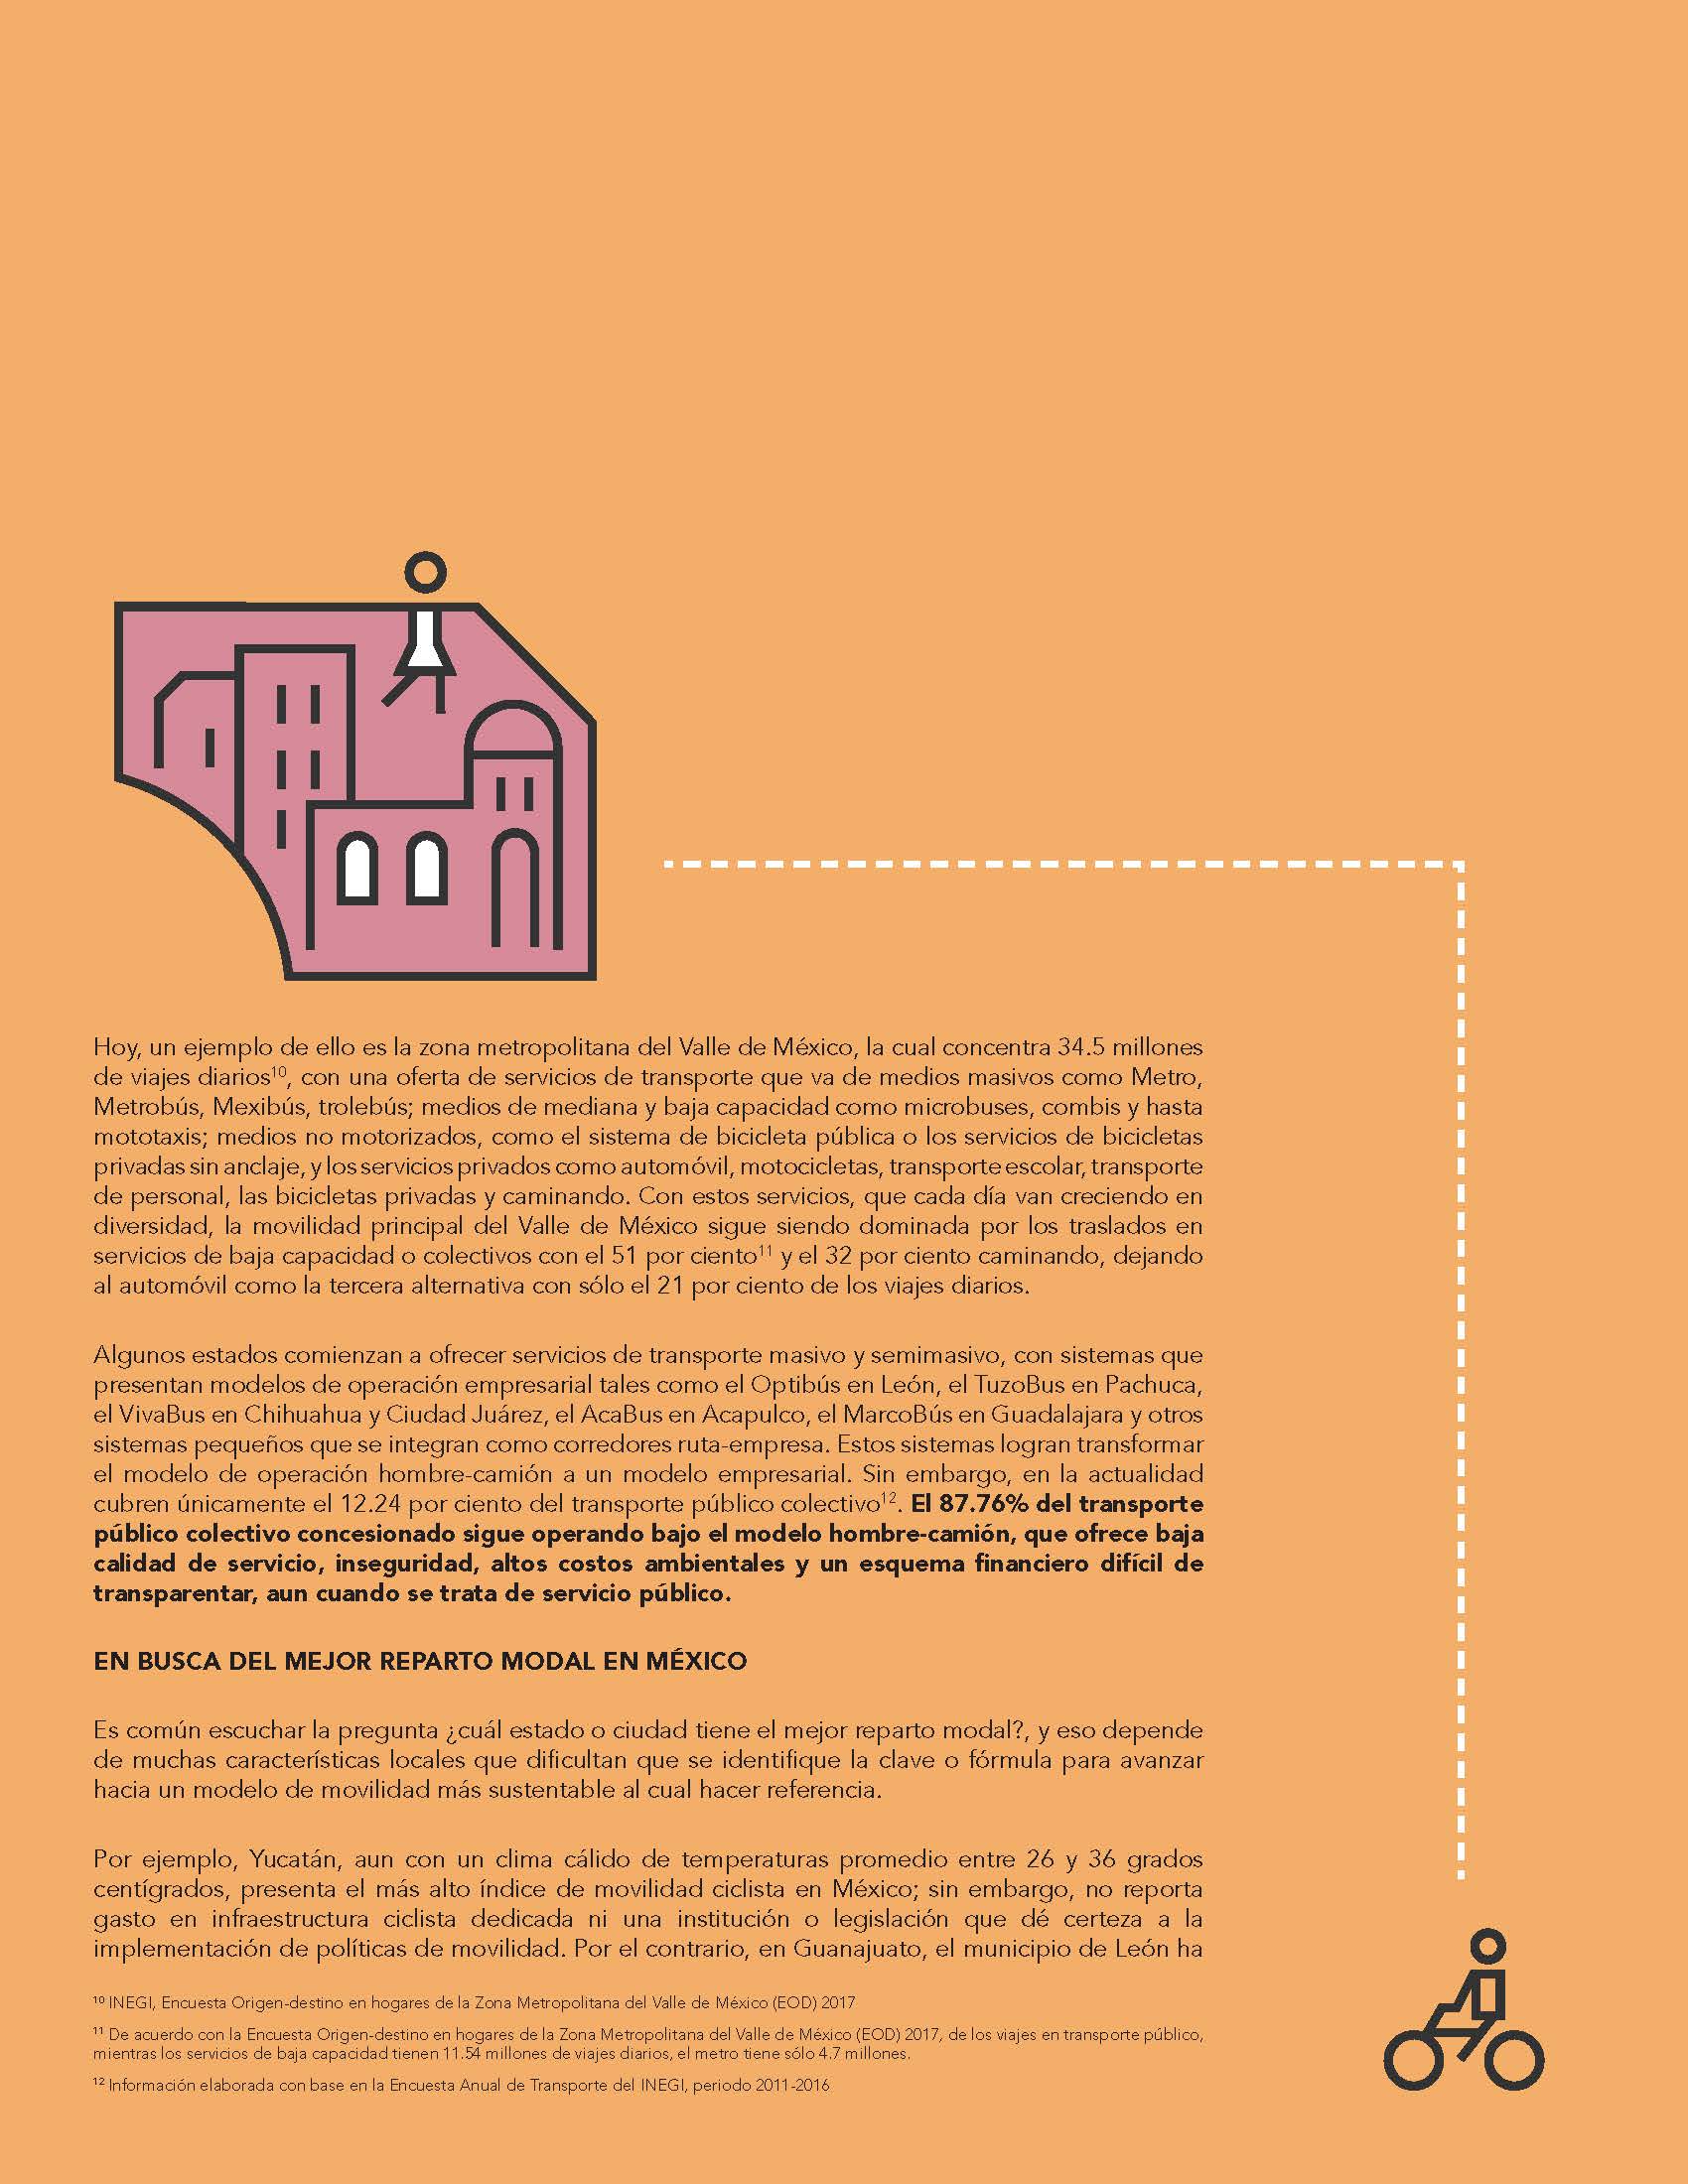 Hoy, un ejemplo de ello es la zona metropolitana del Valle de México, la cual concentra 34.5 millones
de viajes diarios¹⁰, con una oferta de servicios de transporte que va de medios masivos como Metro,
Metrobús, Mexibús, trolebús; medios de mediana y baja capacidad como microbuses, combis y hasta
mototaxis; medios no motorizados, como el sistema de bicicleta pública o los servicios de bicicletas
privadas sin anclaje, y los servicios privados como automóvil, motocicletas, transporte escolar, transporte
de personal, las bicicletas privadas y caminando. Con estos servicios, que cada día van creciendo en
diversidad, la movilidad principal del Valle de México sigue siendo dominada por los traslados en
servicios de baja capacidad o colectivos con el 51 por ciento¹¹ y el 32 por ciento caminando, dejando
al automóvil como la tercera alternativa con sólo el 21 por ciento de los viajes diarios.
Algunos estados comienzan a ofrecer servicios de transporte masivo y semimasivo, con sistemas que
presentan modelos de operación empresarial tales como el Optibús en León, el TuzoBus en Pachuca,
el VivaBus en Chihuahua y Ciudad Juárez, el AcaBus en Acapulco, el MarcoBús en Guadalajara y otros
sistemas pequeños que se integran como corredores ruta-empresa. Estos sistemas logran transformar
el modelo de operación hombre-camión a un modelo empresarial. Sin embargo, en la actualidad
cubren únicamente el 12.24 por ciento del transporte público colectivo¹². El 87.76% del transporte
público colectivo concesionado sigue operando bajo el modelo hombre-camión, que ofrece baja
calidad de servicio, inseguridad, altos costos ambientales y un esquema financiero difícil de
transparentar, aun cuando se trata de servicio público.
EN BUSCA DEL MEJOR REPARTO MODAL EN MÉXICO
Es común escuchar la pregunta ¿cuál estado o ciudad tiene el mejor reparto modal?, y eso depende
de muchas características locales que dificultan que se identifique la clave o fórmula para avanzar
hacia un modelo de movilidad más sustentable al cual hacer referencia.
Por ejemplo, Yucatán, aun con un clima cálido de temperaturas promedio entre 26 y 36 grados
centígrados, presenta el más alto índice de movilidad ciclista en México; sin embargo, no reporta
gasto en infraestructura ciclista dedicada ni una institución o legislación que dé certeza a la
implementación de políticas de movilidad. Por el contrario, en Guanajuato, el municipio de León ha
¹⁰ INEGI, Encuesta Origen-destino en hogares de la Zona Metropolitana del Valle de México (EOD) 2017
¹¹ De acuerdo con la Encuesta Origen-destino en hogares de la Zona Metropolitana del Valle de México (EOD) 2017, de los viajes en transporte público,
mientras los servicios de baja capacidad tienen 11.54 millones de viajes diarios, el metro tiene sólo 4.7 millones.
¹² Información elaborada con base en la Encuesta Anual de Transporte del INEGI, periodo 2011-2016